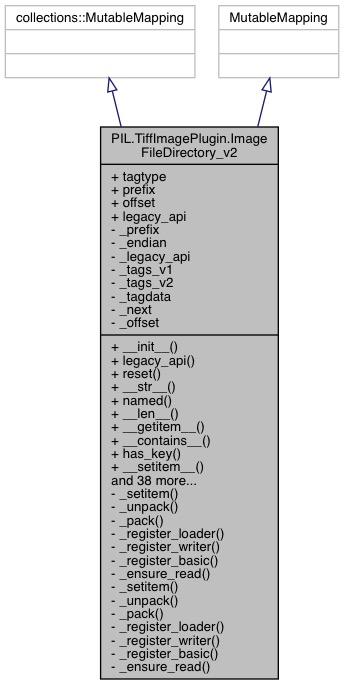 collections::MutableMapping
MutableMapping
PIL.TiffImagePlugin.Image
FileDirectory_v2
+ tagtype
+ prefix
+ offset
+ legacy_api
- _prefix
- _endian
- _legacy_api
- _tags_v1
- _tags_v2
- _tagdata
- _next
- _offset
+ __init__()
+ legacy_api()
+ reset()
+ __str__()
+ named()
+ __len__()
+ __getitem__()
+ __contains__()
+ has_key()
+ __setitem__()
and 38 more...
- _setitem()
- _unpack()
- _pack()
- _register_loader()
- _register_writer()
- _register_basic()
- _ensure_read()
- _setitem()
- _unpack()
- _pack()
- _register_loader()
- _register_writer()
- _register_basic()
- _ensure_read()